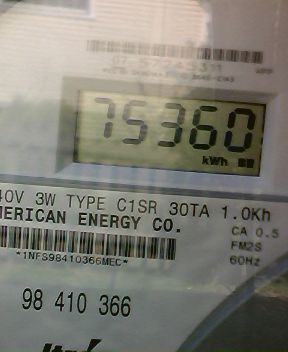 75360
kWh
40V 3W TYPE C1SR 30TA 1.0Kh
MERICAN ENERGY CO.
CA 0.5
FM2S
*1NFS98410366MEC*
60Hz
98 410 366